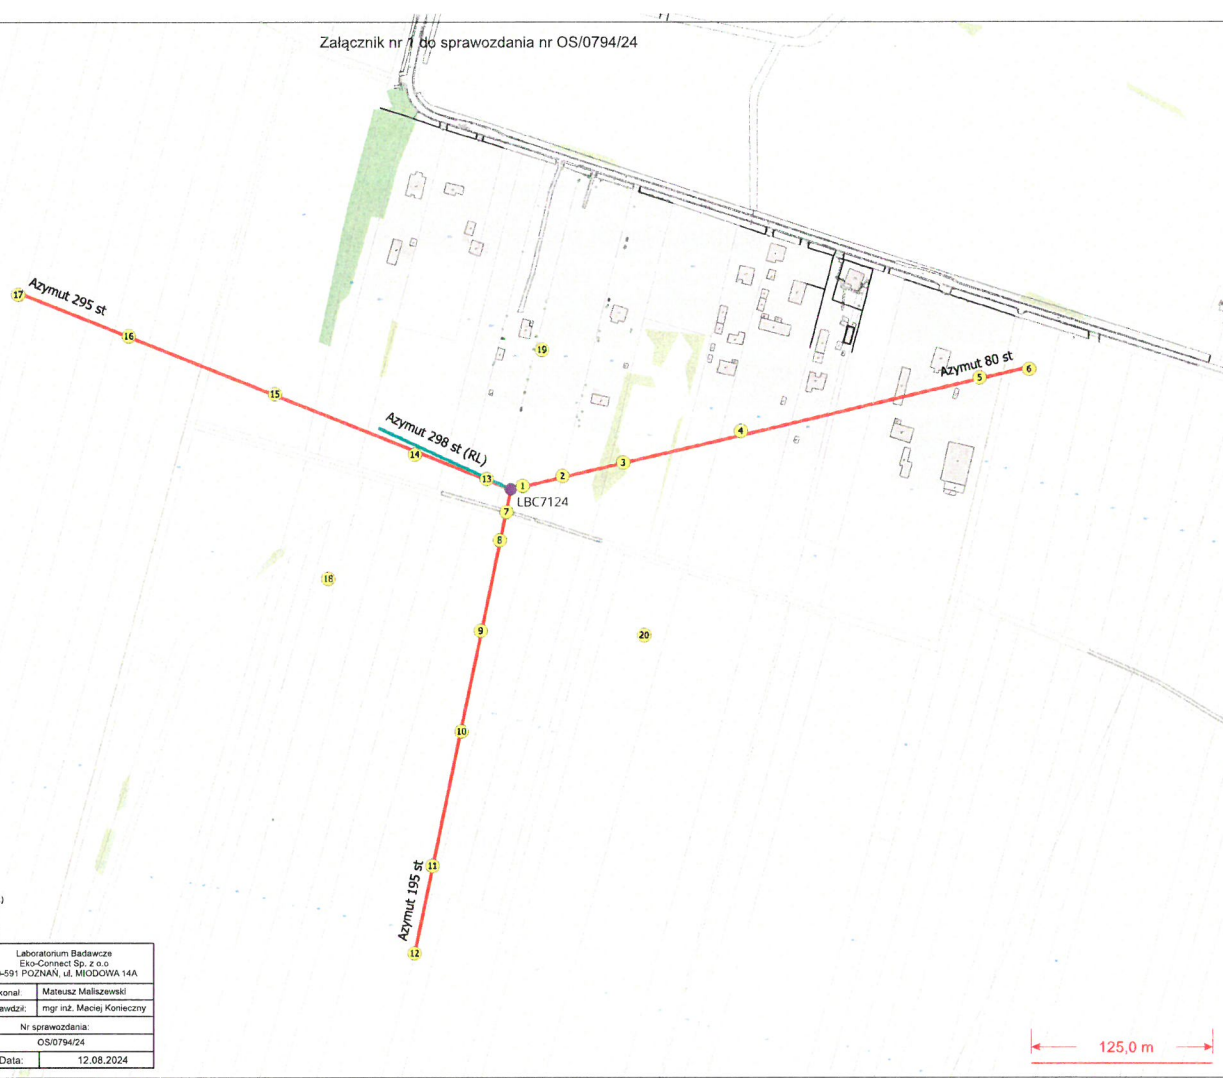 Załącznik nr 1 do sprawozdania nr OS/0794/24
17
Azymut 295 st
16
15
19
Azymut 298 st (RL)
14
13
Azymut 80 st
5
6
4
3
2
1
LBC7124
7
8
18
9
20
10
11
Azymut 195 st
12
Laboratorium Badawcze
Eko-Connect Sp. z o.o
-591 POZNAŃ, ul. MIODOWA 14A
konał: Mateusz Maliszewski
awdził: mgr inż. Maciej Konieczny
Nr sprawozdania:
OS/0794/24
Data: 12.08.2024
125,0 m